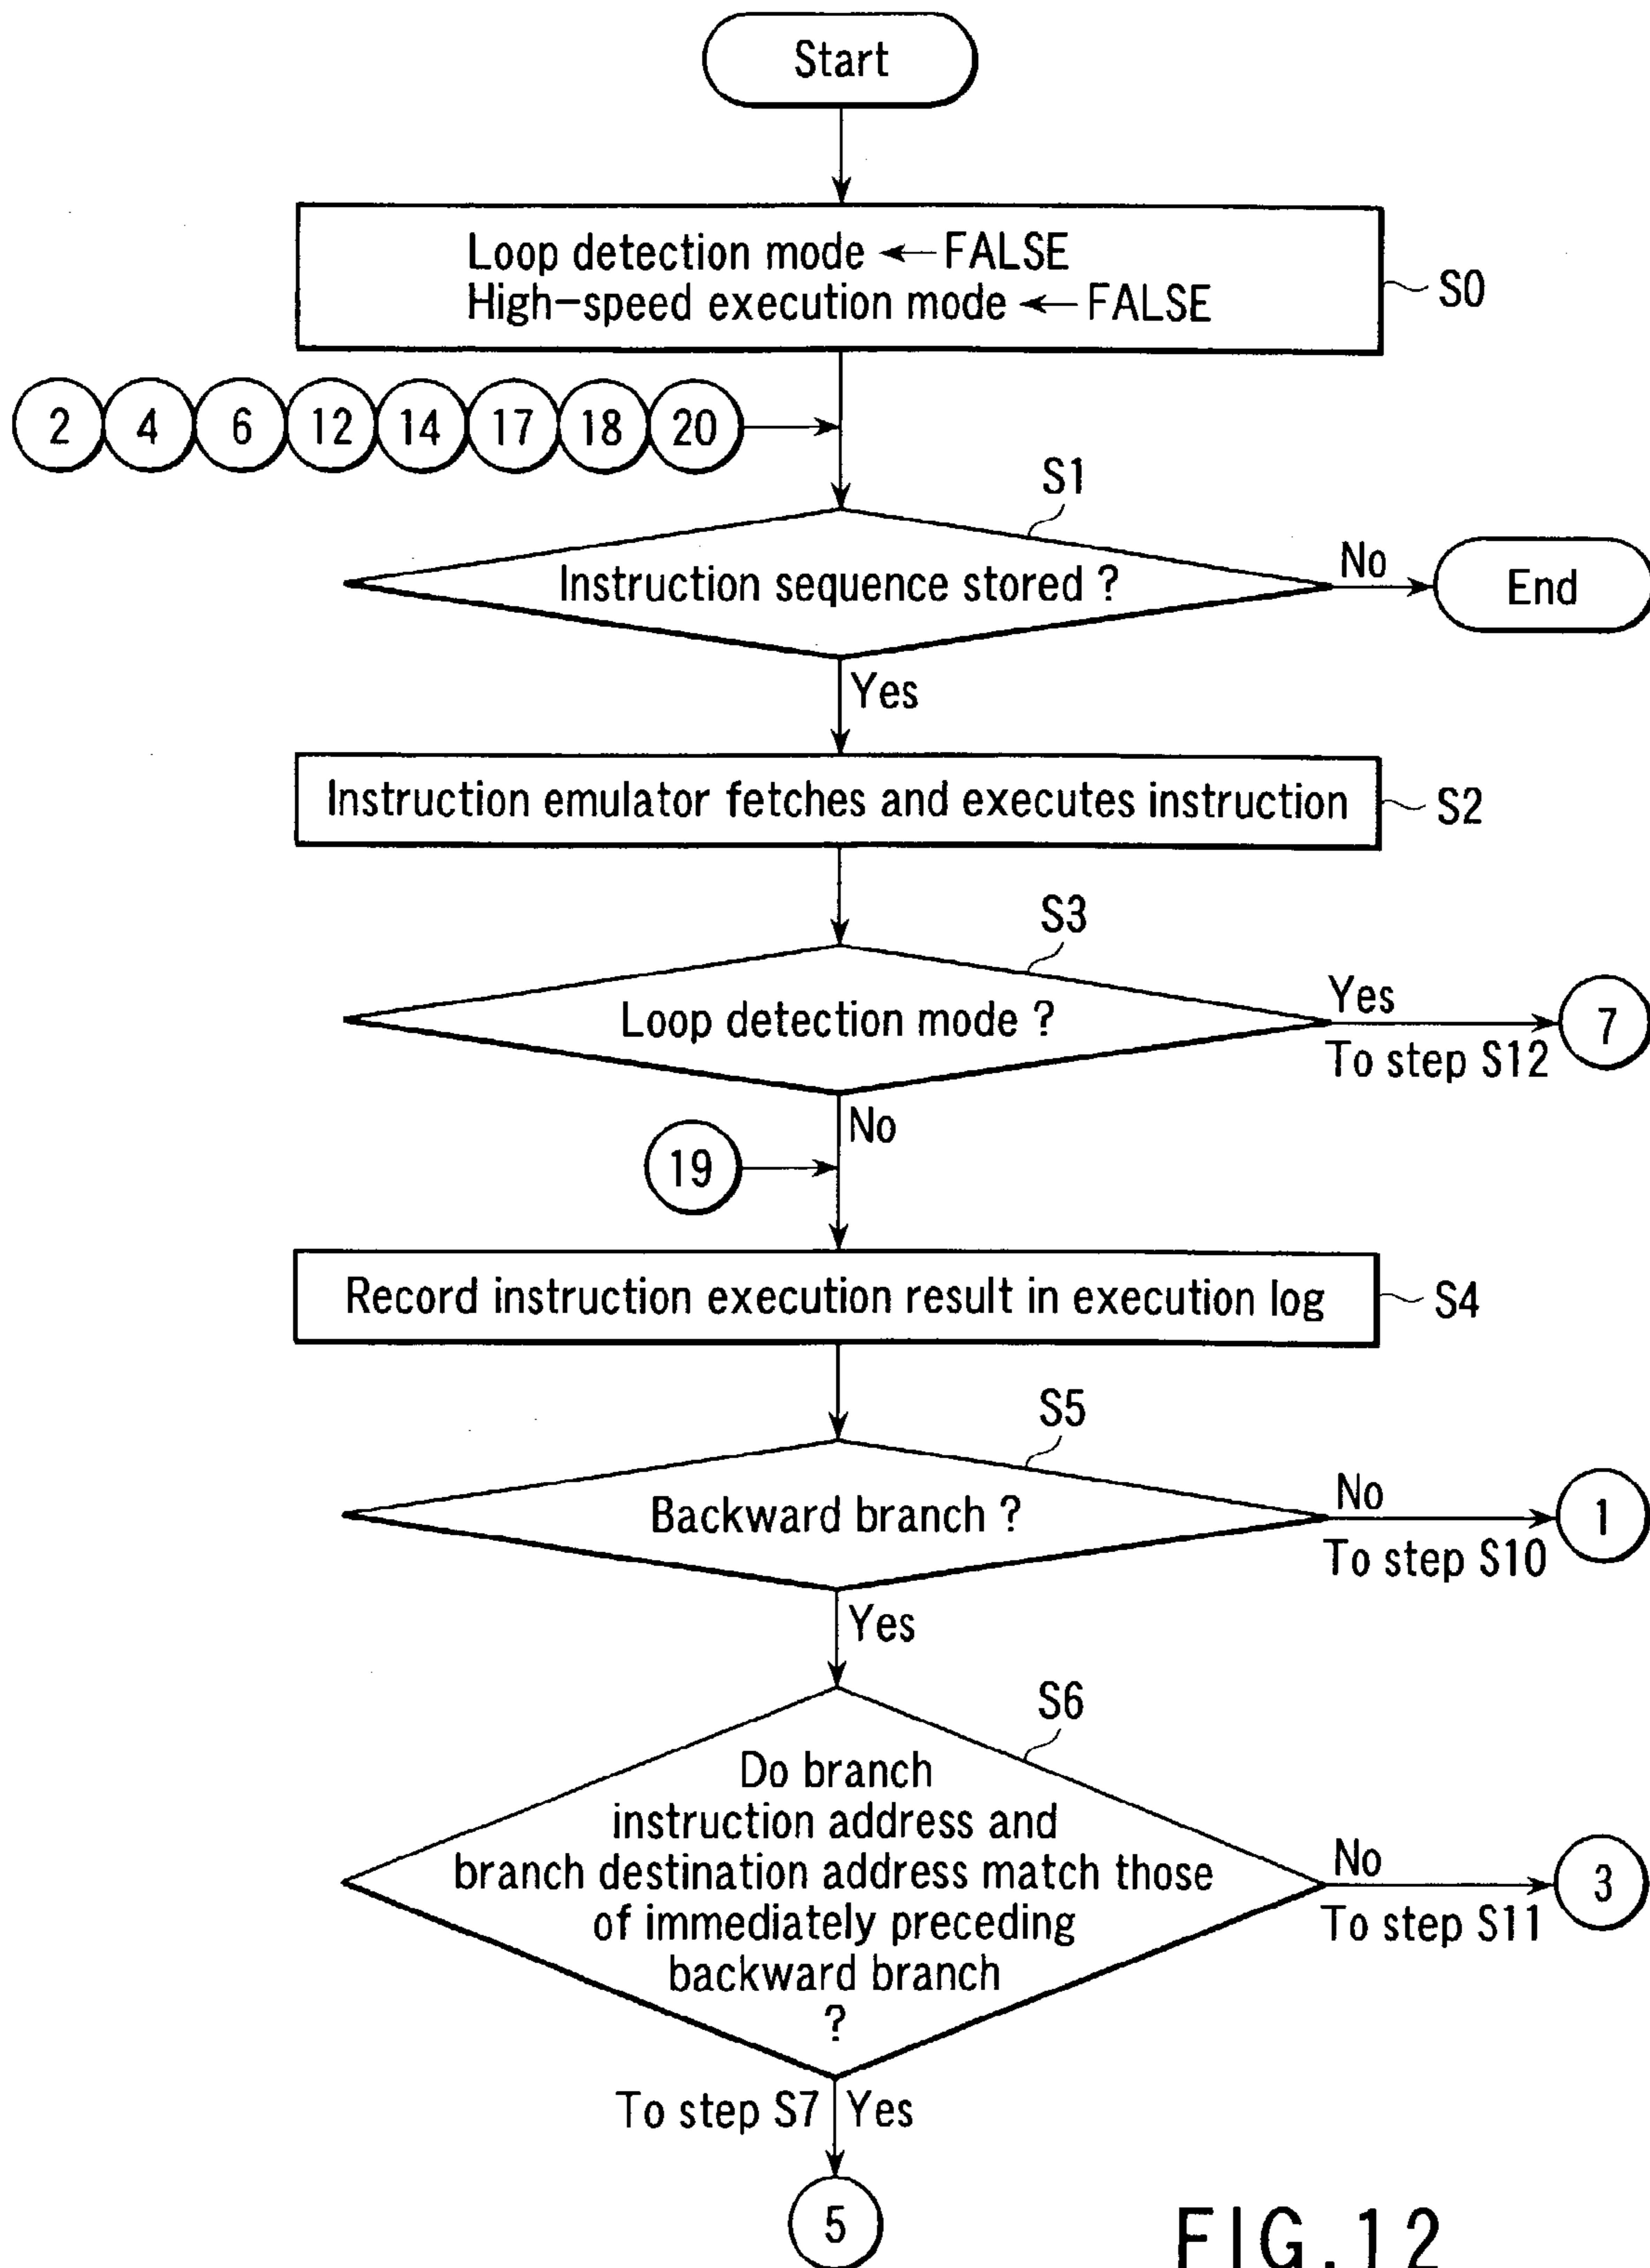 Start
Loop detection mode ← FALSE
High-speed execution mode ← FALSE
S0
2 4 6 12 14 17 18 20
S1
Instruction sequence stored ?
No
End
Yes
Instruction emulator fetches and executes instruction
S2
S3
Loop detection mode ?
Yes
To step S12
7
No
19
Record instruction execution result in execution log
S4
S5
Backward branch ?
No
To step S10
1
Yes
S6
Do branch
instruction address and
branch destination address match those
of immediately preceding
backward branch
?
No
To step S11
3
To step S7 Yes
5
FIG.12